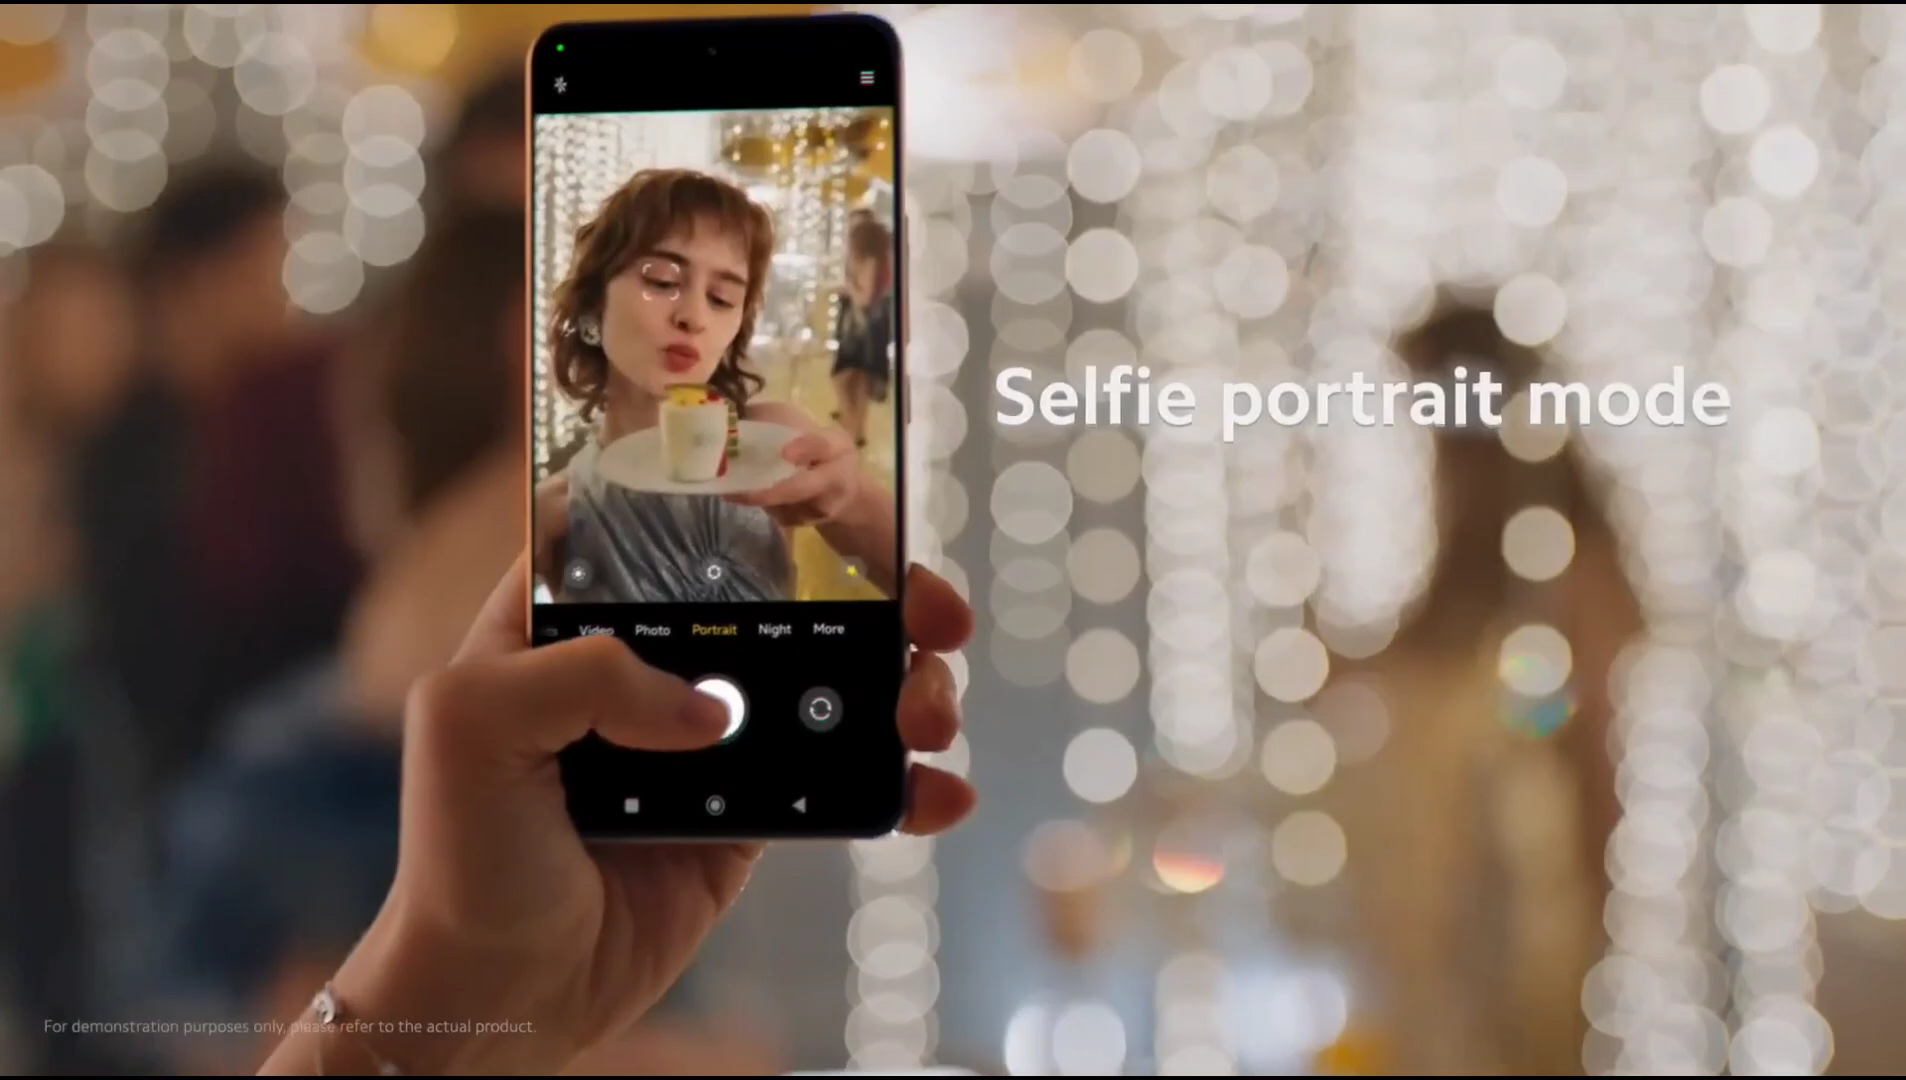 Selfie portrait mode
Video Photo Portrait Night More
For demonstration purposes only, please refer to the actual product.